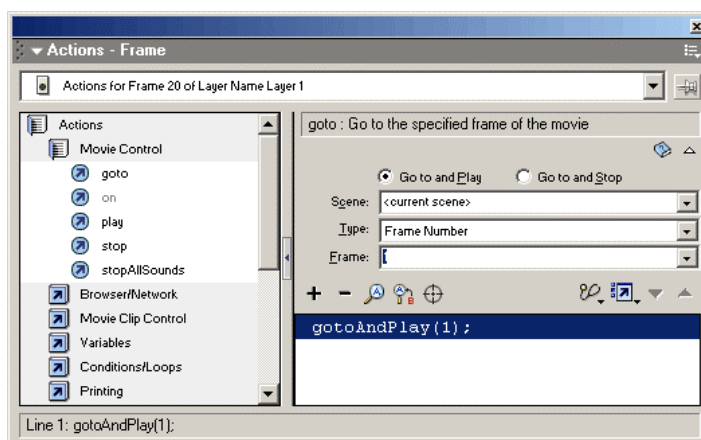 Actions - Frame
Actions for Frame 20 of Layer Name Layer 1
Actions
Movie Control
goto
on
play
stop
stopAllSounds
Browser/Network
Movie Clip Control
Variables
Conditions/Loops
Printing
goto : Go to the specified frame of the movie
Go to and Play Go to and Stop
Scene: <current scene>
Type: Frame Number
Frame:
gotoAndPlay(1);
Line 1: gotoAndPlay(1);